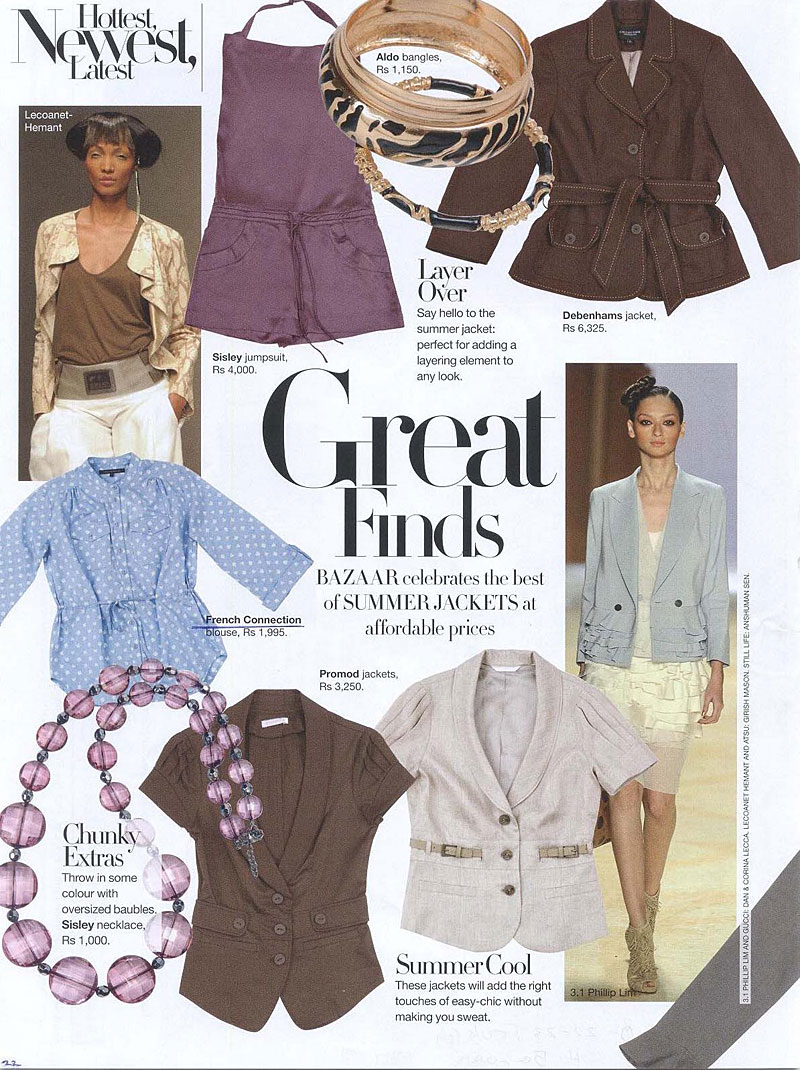 Hottest,
Newest,
Latest
Lecoanet-
Hemant
Aldo bangles,
Rs 1,150.
Layer
Over
Say hello to the
summer jacket:
perfect for adding a
layering element to
any look.
Debenhams jacket,
Rs 6,325.
Sisley jumpsuit,
Rs 4,000.
Great
Finds
BAZAAR celebrates the best
of SUMMER JACKETS at
affordable prices
French Connection
blouse, Rs 1,995.
Promod jackets,
Rs 3,250.
Chunky
Extras
Throw in some
colour with
oversized baubles.
Sisley necklace,
Rs 1,000.
Summer Cool
These jackets will add the right
touches of easy-chic without
making you sweat.
3.1 Phillip Lim
3.1 PHILLIP LIM AND GUCCI: DAN & CORINA LECCA. LECOANET HEMANT AND ATSU: GIRISH MASON. STILL LIFE: ANSHUMAN SEN.
22